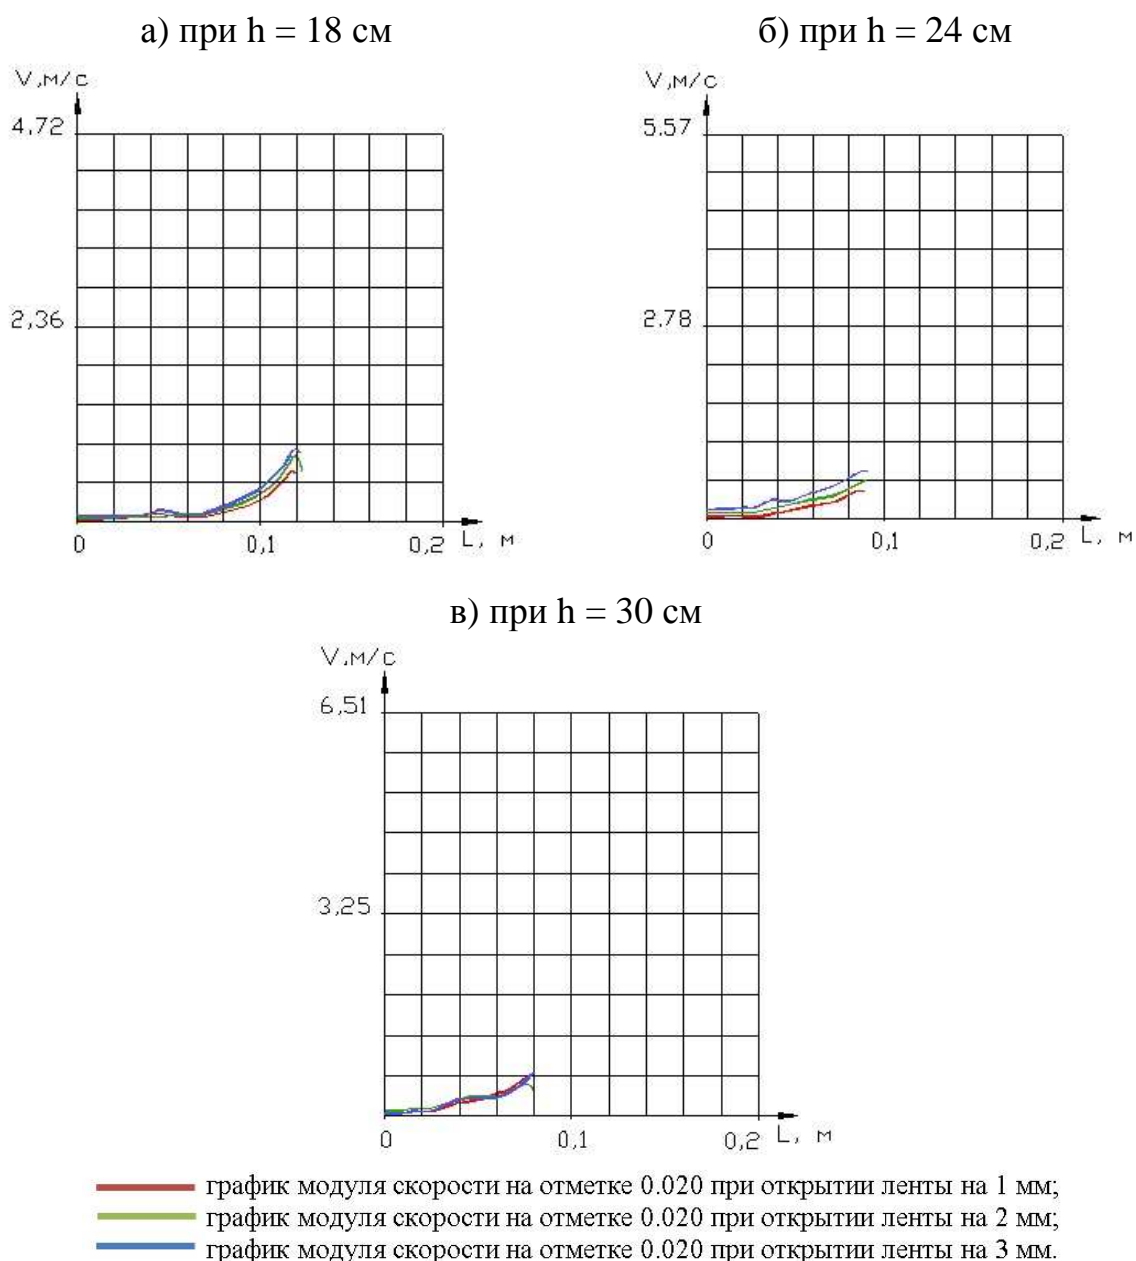 а) при h = 18 см
б) при h = 24 см
V,м/с
4,72
2,36
0
0,1
0,2
L, м
V,м/с
5,57
2,78
0
0,1
0,2
L, м
в) при h = 30 см
V,м/с
6,51
3,25
0
0,1
0,2
L, м
график модуля скорости на отметке 0.020 при открытии ленты на 1 мм;
график модуля скорости на отметке 0.020 при открытии ленты на 2 мм;
график модуля скорости на отметке 0.020 при открытии ленты на 3 мм.